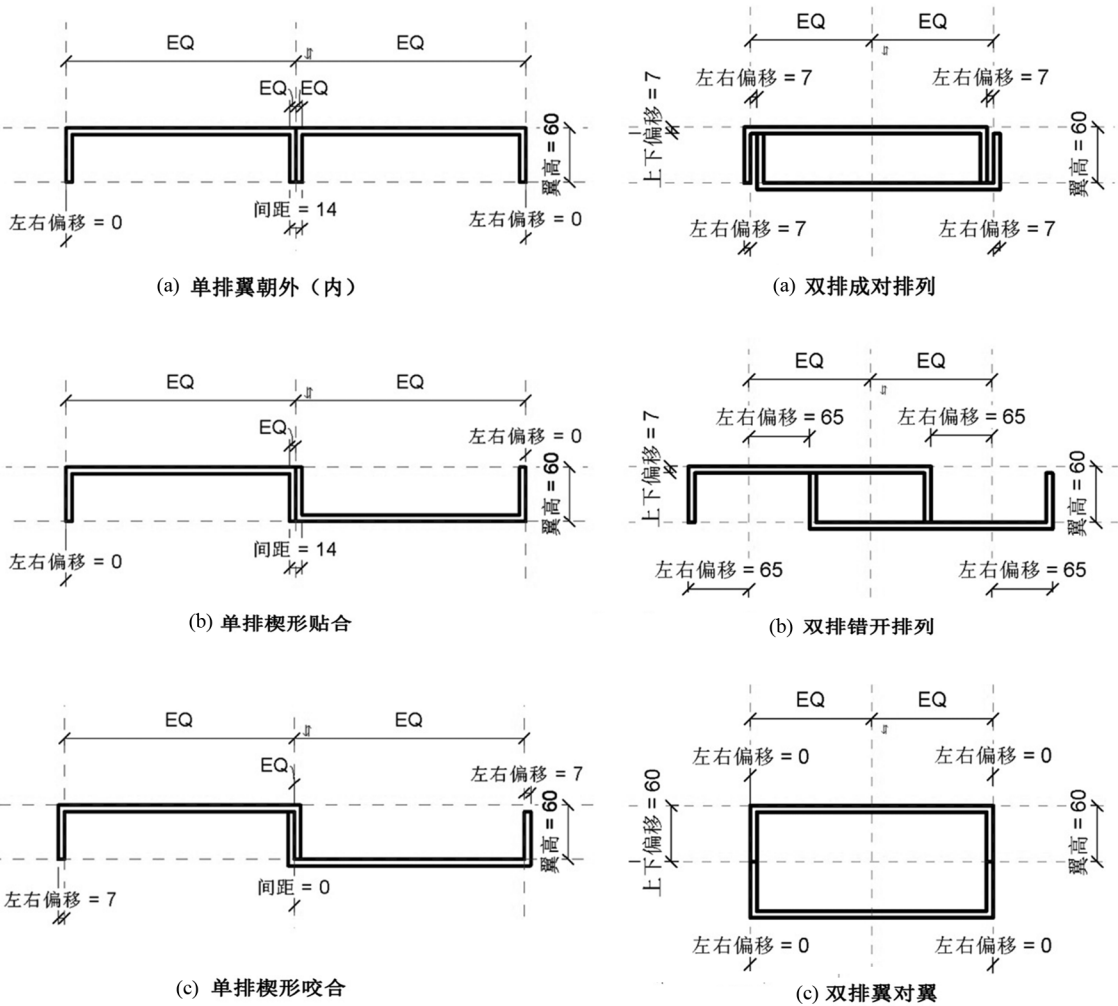 EQ EQ
EQ EQ
翼高 = 60
左右偏移 = 0
间距 = 14
左右偏移 = 0
(a) 单排翼朝外（内）
EQ EQ
EQ
左右偏移 = 0
翼高 = 60
左右偏移 = 0
间距 = 14
(b) 单排楔形贴合
EQ EQ
EQ
左右偏移 = 7
翼高 = 60
左右偏移 = 7
间距 = 0
(c) 单排楔形咬合
EQ EQ
左右偏移 = 7
左右偏移 = 7
上下偏移 = 7
翼高 = 60
左右偏移 = 7
左右偏移 = 7
(a) 双排成对排列
EQ EQ
左右偏移 = 65
左右偏移 = 65
上下偏移 = 7
翼高 = 60
左右偏移 = 65
左右偏移 = 65
(b) 双排错开排列
EQ EQ
左右偏移 = 0
左右偏移 = 0
上下偏移 = 60
翼高 = 60
左右偏移 = 0
左右偏移 = 0
(c) 双排翼对翼